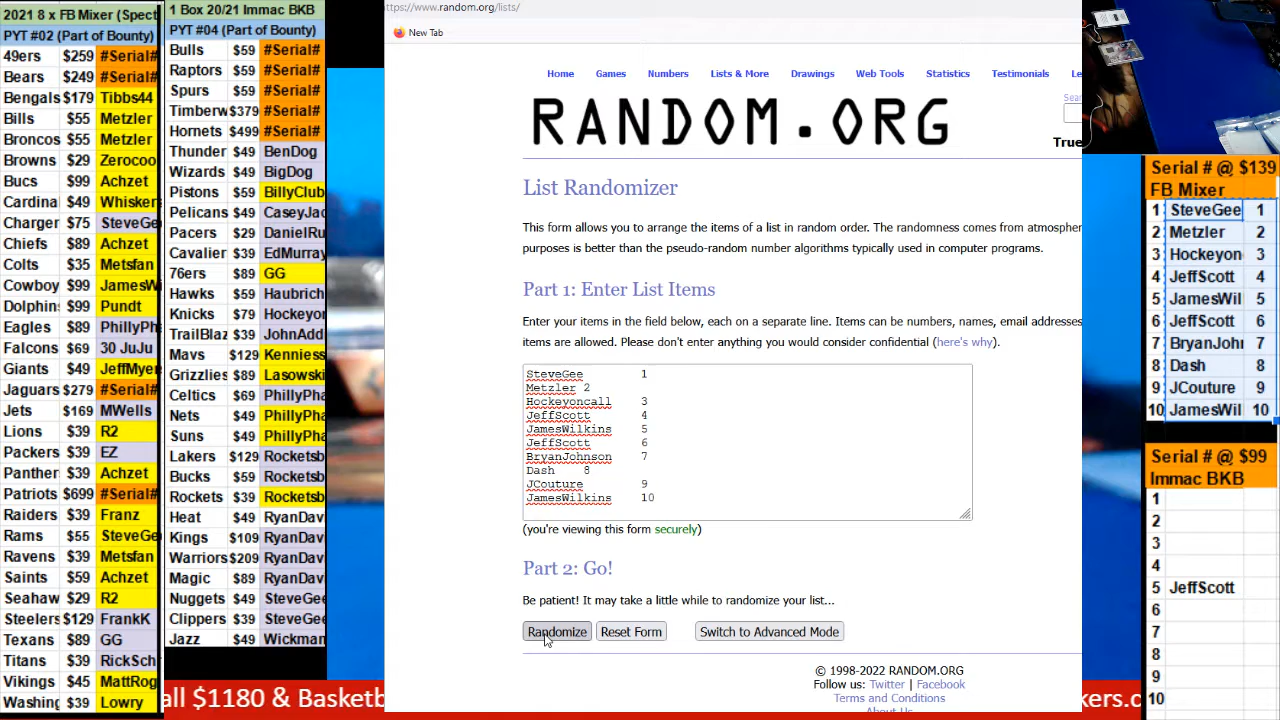 2021 8 x FB Mixer (Spect
PYT #02 (Part of Bounty)
49ers $259 #Serial#
Bears $249 #Serial#
Bengals $179 Tibbs44
Bills $55 Metzler
Broncos $55 Metzler
Browns $29 Zerocoo
Bucs $99 Achzet
Cardina $49 Whisker
Charger $75 SteveGe
Chiefs $89 Achzet
Colts $35 Metsfan
Cowboy $99 JamesWi
Dolphin $99 Pundt
Eagles $89 PhillyPh
Falcons $69 30 JuJu
Giants $49 JeffMyer
Jaguars $279 #Serial#
Jets $169 MWells
Lions $39 R2
Packers $39 EZ
Panther $39 Achzet
Patriots $699 #Serial#
Raiders $39 Franz
Rams $55 SteveGe
Ravens $39 Metsfan
Saints $59 Achzet
Seahaw $29 R2
Steelers $129 FrankK
Texans $89 GG
Titans $61 RickSch
Vikings $45 MattRog
Washing $39 Lowry
1 Box 20/21 Immac BKB
PYT #04 (Part of Bounty)
Bulls $59 #Serial#
Raptors $59 #Serial#
Spurs $59 #Serial#
Timberw $379 #Serial#
Hornets $499 #Serial#
Thunder $49 BenDog
Wizards $49 BigDog
Pistons $59 BillyClub
Pelicans $49 CaseyJac
Pacers $29 DanielRu
Cavalier $39 EdMurray
76ers $89 GG
Hawks $59 Haubrich
Knicks $79 Hockeyo
TrailBlaz $39 JohnAdd
Mavs $129 Kenniess
Grizzlies $89 Lasowski
Celtics $69 PhillyPha
Nets $49 PhillyPha
Suns $49 PhillyPha
Lakers $129 Rocketsb
Bucks $59 Rocketsb
Rockets $39 Rocketsb
Heat $49 RyanDav
Kings $109 RyanDav
Warriors $209 RyanDav
Magic $89 RyanDav
Nuggets $49 SteveGee
Clippers $39 SteveGee
Jazz $49 Wickman
https://www.random.org/lists/
New Tab
Home Games Numbers Lists & More Drawings Web Tools Statistics Testimonials Le
Sear
RANDOM.ORG
True
List Randomizer
This form allows you to arrange the items of a list in random order. The randomness comes from atmospher
purposes is better than the pseudo-random number algorithms typically used in computer programs.
Part 1: Enter List Items
Enter your items in the field below, each on a separate line. Items can be numbers, names, email addresses
items are allowed. Please don't enter anything you would consider confidential (here's why).
SteveGee 1
Metzler 2
Hockeyoncall 3
JeffScott 4
JamesWilkins 5
JeffScott 6
BryanJohnson 7
Dash 8
JCouture 9
JamesWilkins 10
(you're viewing this form securely)
Part 2: Go!
Be patient! It may take a little while to randomize your list...
Randomize Reset Form Switch to Advanced Mode
© 1998-2022 RANDOM.ORG
Follow us: Twitter | Facebook
Terms and Conditions
About Us
Serial # @ $139
FB Mixer
1 SteveGee 1
2 Metzler 2
3 Hockeyon 3
4 JeffScott 4
5 JamesWil 5
6 JeffScott 6
7 BryanJohn 7
8 Dash 8
9 JCouture 9
10 JamesWil 10
Serial # @ $99
Immac BKB
1
2
3
4
5 JeffScott
6
7
8
9
10
all $1180 & Basketb
kers.c